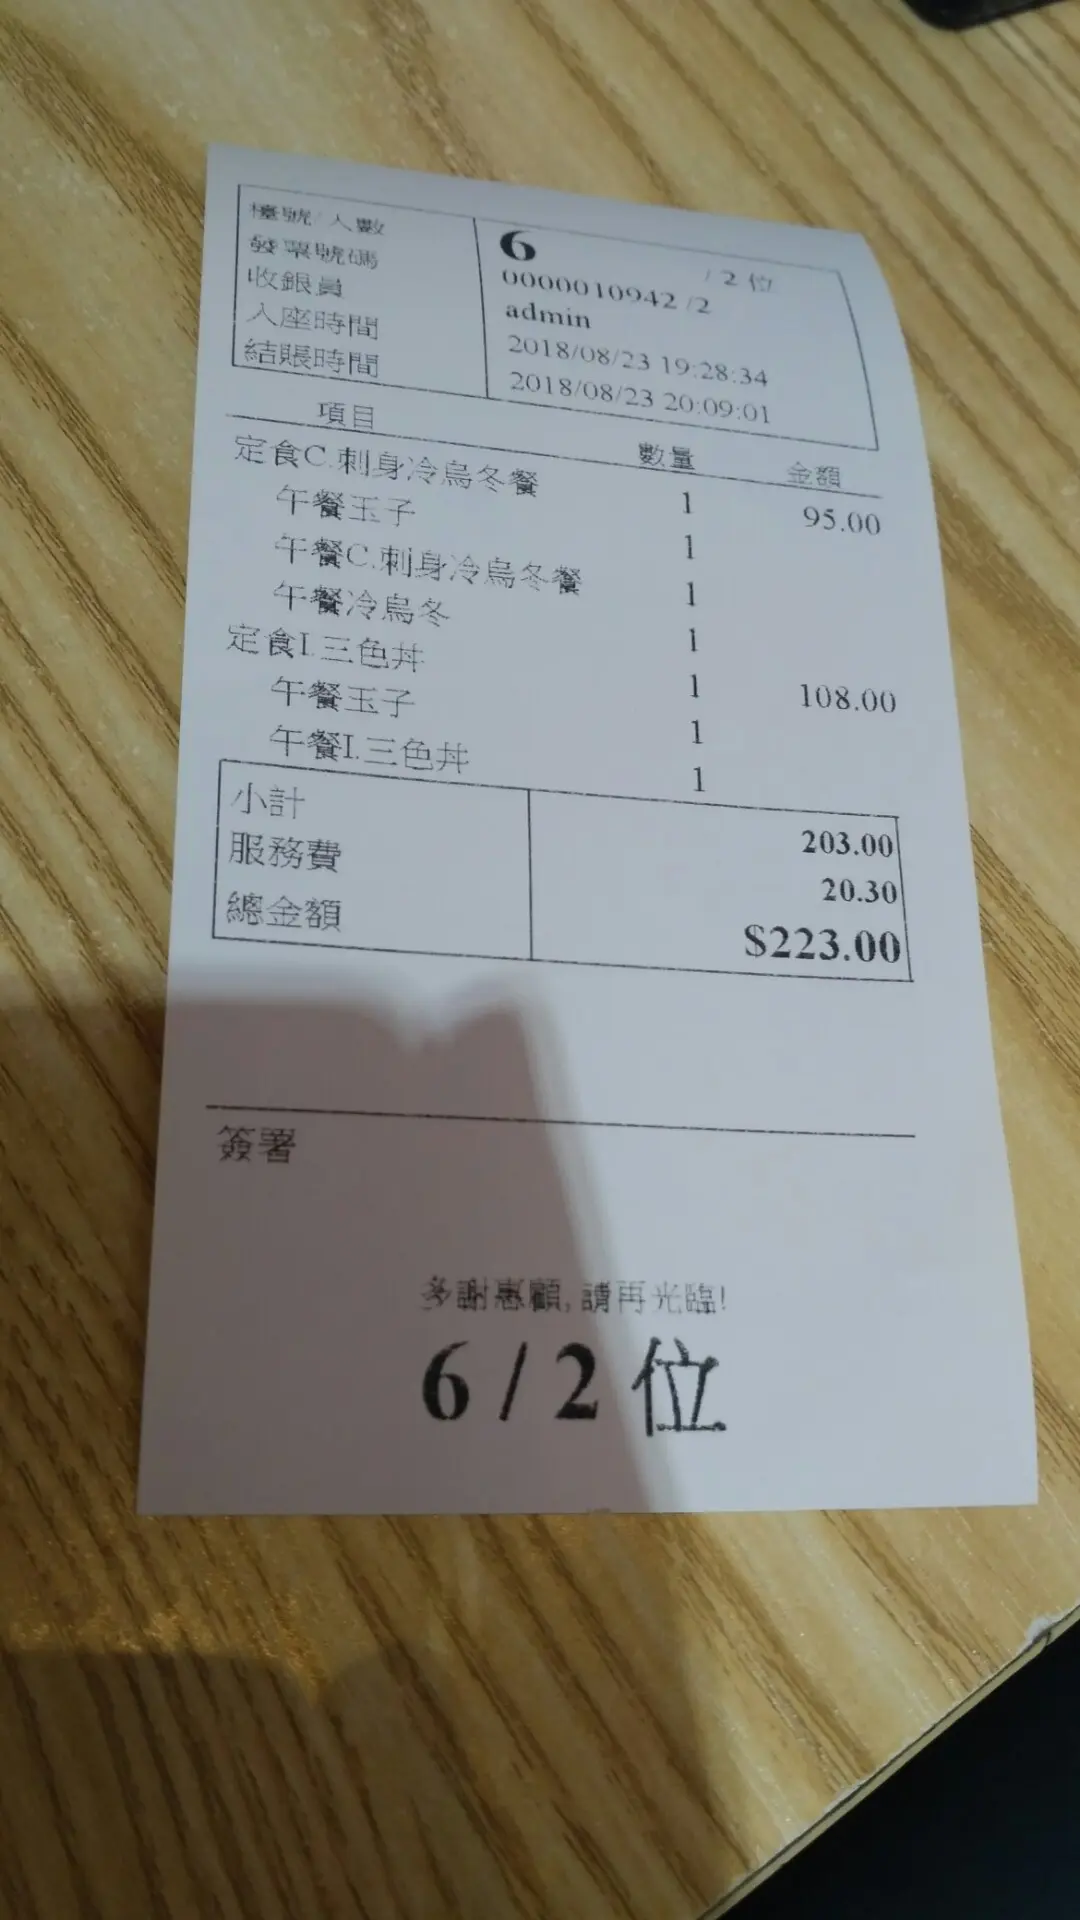 檯號/人數 6 / 2 位
發票號碼 0000010942 /2
收銀員 admin
入座時間 2018/08/23 19:28:34
結賬時間 2018/08/23 20:09:01
項目 數量 金額
定食C.刺身冷烏冬餐 1 95.00
午餐玉子 1
午餐C.刺身冷烏冬餐 1
午餐冷烏冬 1
定食I.三色丼 1 108.00
午餐玉子 1
午餐I.三色丼 1
小計 203.00
服務費 20.30
總金額 $223.00
簽署
多謝惠顧,請再光臨!
6 / 2 位